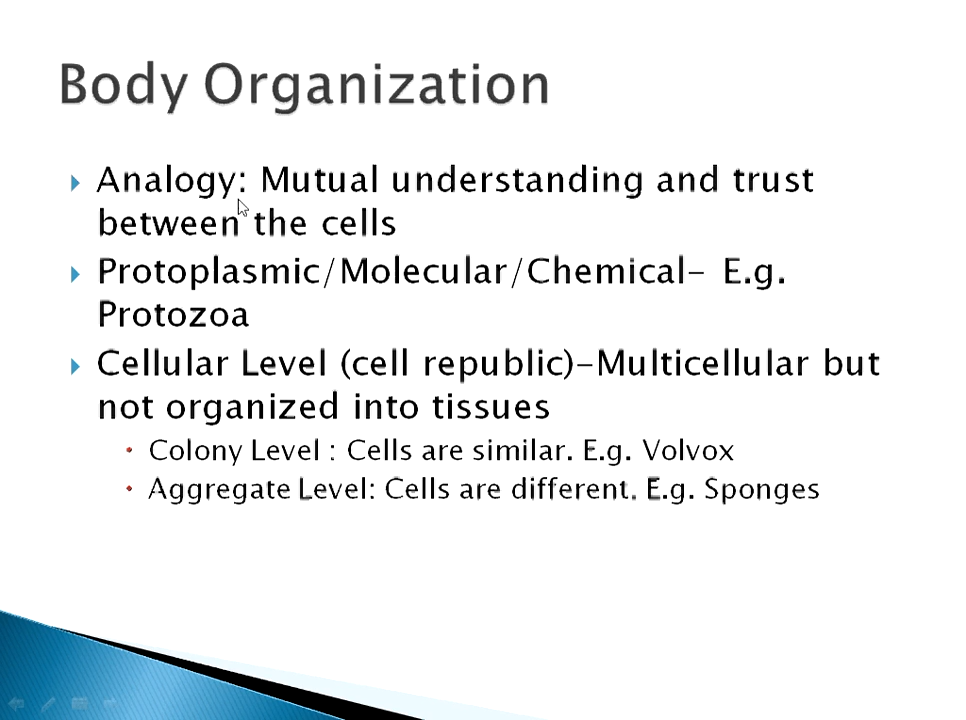 Body Organization
Analogy: Mutual understanding and trust
between the cells
Protoplasmic/Molecular/Chemical- E.g.
Protozoa
Cellular Level (cell republic)-Multicellular but
not organized into tissues
Colony Level : Cells are similar. E.g. Volvox
Aggregate Level: Cells are different. E.g. Sponges